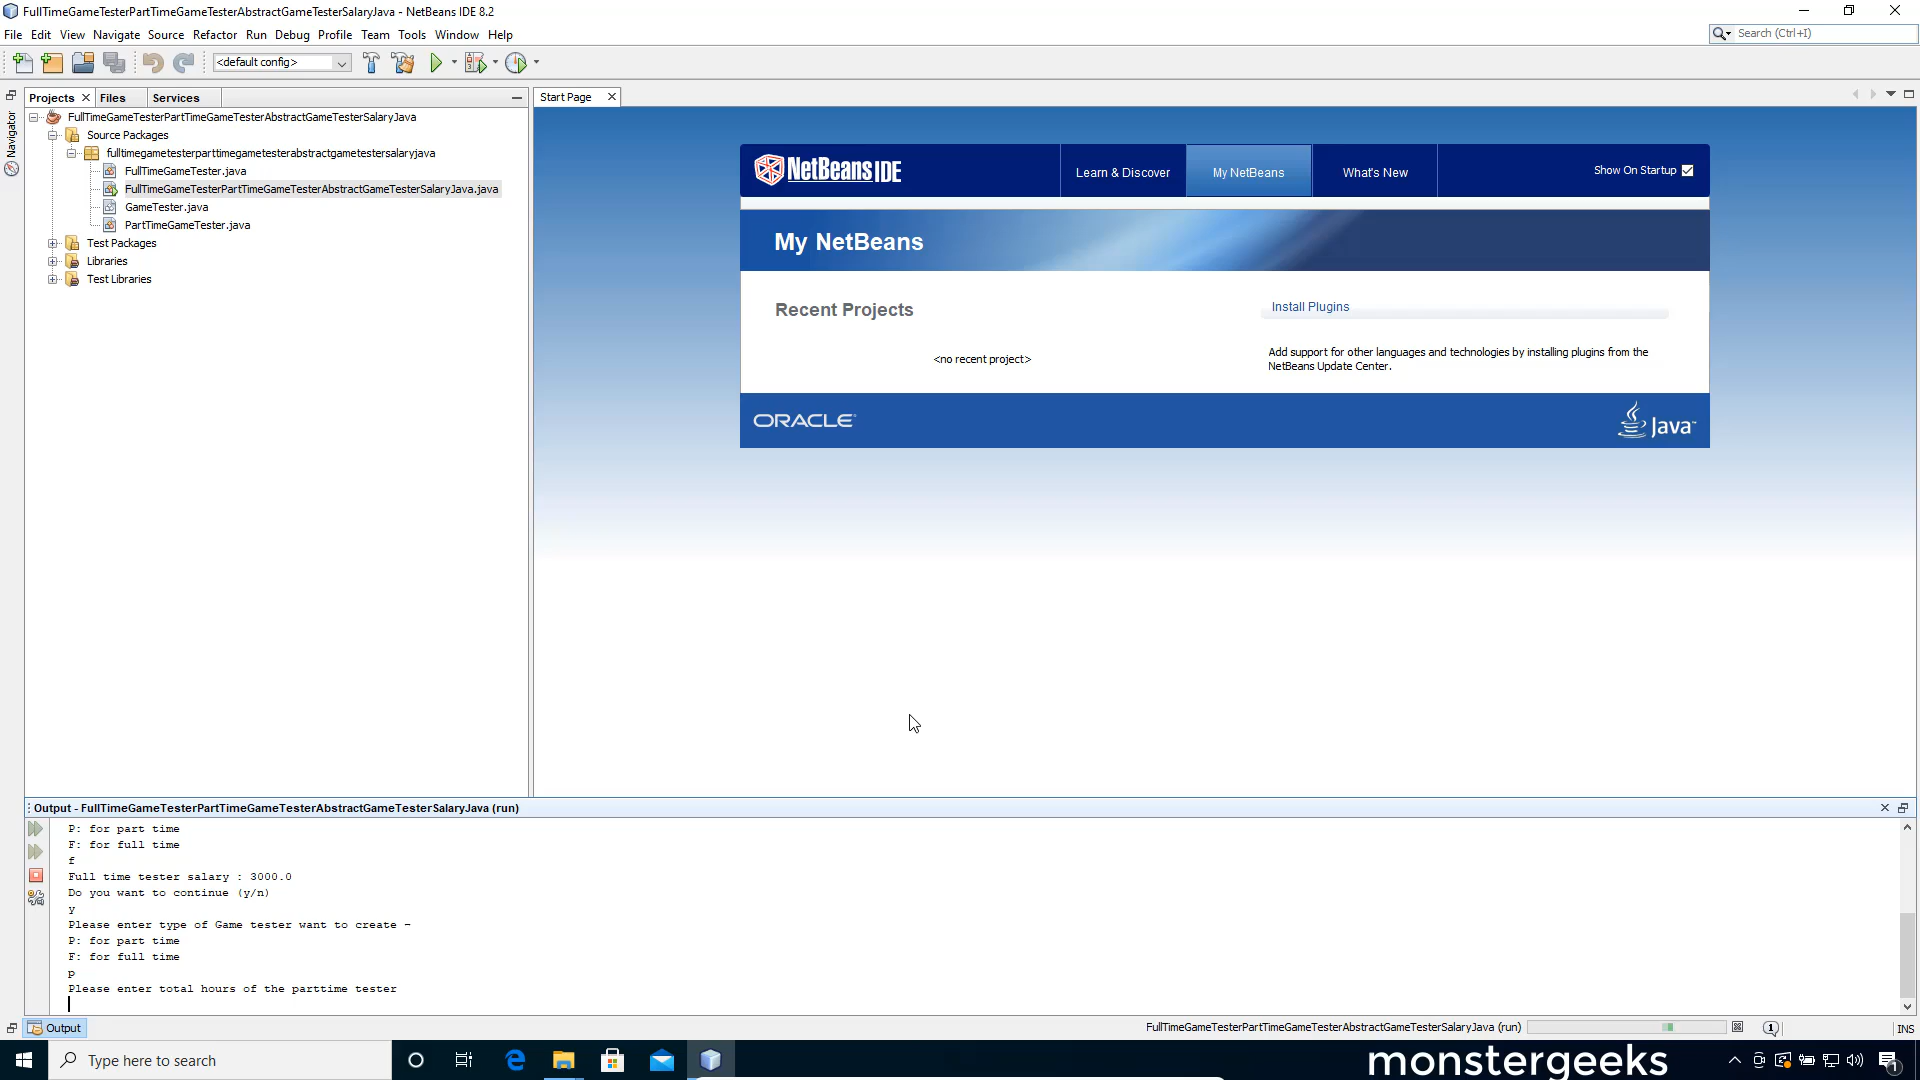 FullTimeGameTesterPartTimeGameTesterAbstractGameTesterSalaryJava - NetBeans IDE 8.2
File Edit View Navigate Source Refactor Run Debug Profile Team Tools Window Help
Search (Ctrl+I)
<default config>
Projects Files Services
Start Page
Navigator
FullTimeGameTesterPartTimeGameTesterAbstractGameTesterSalaryJava
Source Packages
fulltimegametesterparttimegametesterabstractgametestersalaryjava
FullTimeGameTester.java
FullTimeGameTesterPartTimeGameTesterAbstractGameTesterSalaryJava.java
GameTester.java
PartTimeGameTester.java
Test Packages
Libraries
Test Libraries
NetBeans IDE
Learn & Discover
My NetBeans
What's New
Show On Startup
My NetBeans
Recent Projects
<no recent project>
Install Plugins
Add support for other languages and technologies by installing plugins from the
NetBeans Update Center.
ORACLE
Java
Output - FullTimeGameTesterPartTimeGameTesterAbstractGameTesterSalaryJava (run)
P: for part time
F: for full time
f
Full time tester salary : 3000.0
Do you want to continue (y/n)
y
Please enter type of Game tester want to create -
P: for part time
F: for full time
p
Please enter total hours of the parttime tester
Output
FullTimeGameTesterPartTimeGameTesterAbstractGameTesterSalaryJava (run)
1
INS
Type here to search
monstergeeks
1